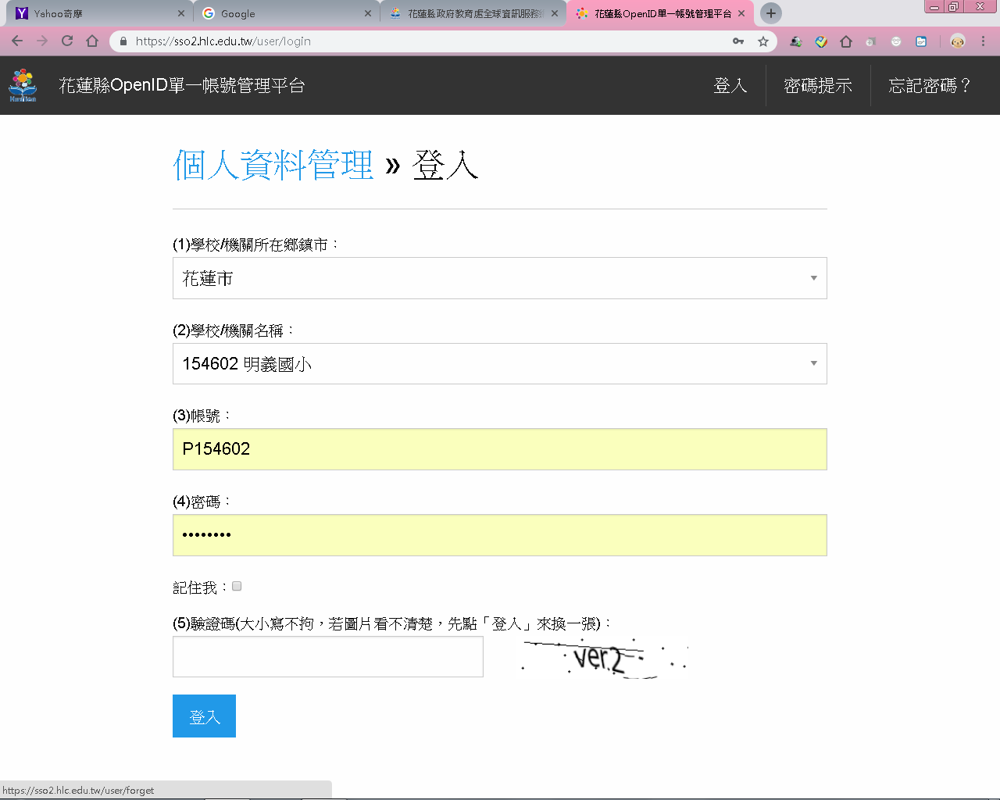 Yahoo奇摩
Google
花蓮縣政府教育處全球資訊服務
花蓮縣OpenID單一帳號管理平台
https://sso2.hlc.edu.tw/user/login
花蓮縣OpenID單一帳號管理平台
登入
密碼提示
忘記密碼？
個人資料管理 » 登入
(1)學校/機關所在鄉鎮市：
花蓮市
(2)學校/機關名稱：
154602 明義國小
(3)帳號：
P154602
(4)密碼：
••••••••
記住我：
(5)驗證碼(大小寫不拘，若圖片看不清楚，先點「登入」來換一張)：
ver2
登入
https://sso2.hlc.edu.tw/user/forget